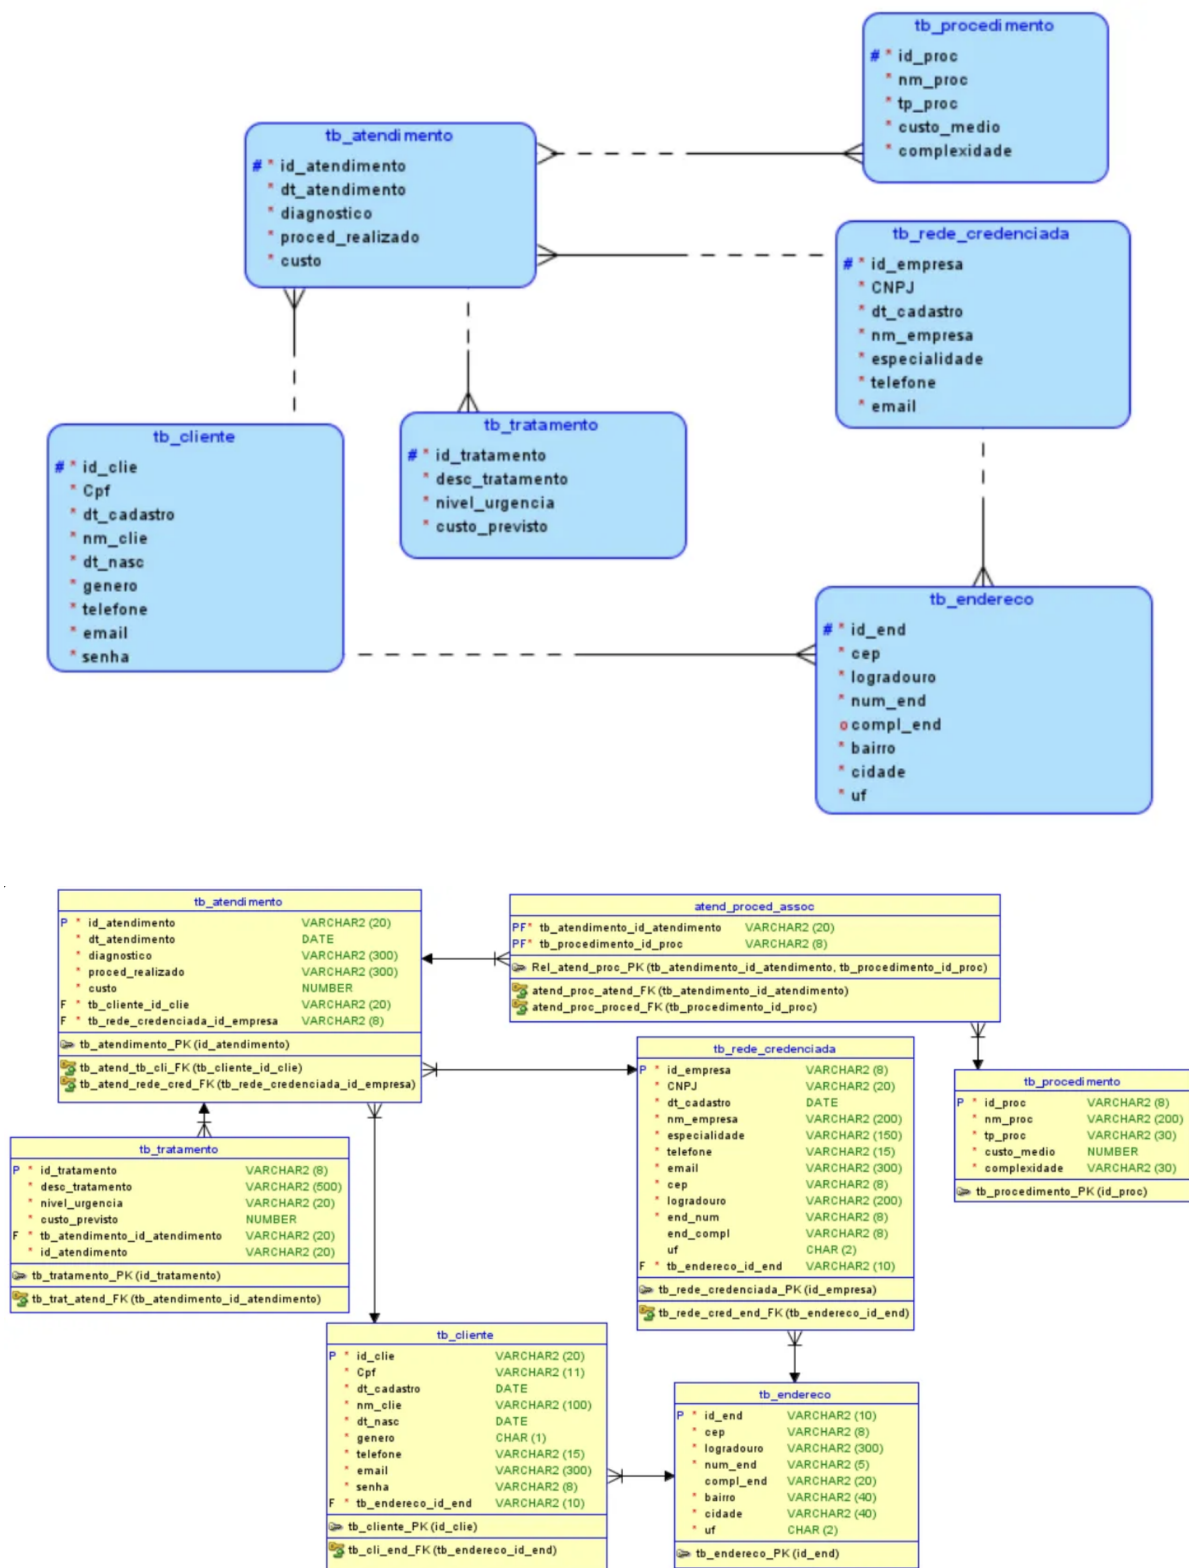 tb_procedimento
# * id_proc
* nm_proc
* tp_proc
* custo_medio
* complexidade
tb_atendimento
# * id_atendimento
* dt_atendimento
* diagnostico
* proced_realizado
* custo
tb_rede_credenciada
# * id_empresa
* CNPJ
* dt_cadastro
* nm_empresa
* especialidade
* telefone
* email
tb_cliente
# * id_clie
* Cpf
* dt_cadastro
* nm_clie
* dt_nasc
* genero
* telefone
* email
* senha
tb_tratamento
# * id_tratamento
* desc_tratamento
* nivel_urgencia
* custo_previsto
tb_endereco
# * id_end
* cep
* logradouro
* num_end
o compl_end
* bairro
* cidade
* uf
tb_atendimento
P * id_atendimento VARCHAR2 (20)
* dt_atendimento DATE
* diagnostico VARCHAR2 (300)
* proced_realizado VARCHAR2 (300)
* custo NUMBER
F * tb_cliente_id_clie VARCHAR2 (20)
F * tb_rede_credenciada_id_empresa VARCHAR2 (8)
tb_atendimento_PK (id_atendimento)
tb_atend_tb_cli_FK (tb_cliente_id_clie)
tb_atend_rede_cred_FK (tb_rede_credenciada_id_empresa)
atend_proced_assoc
PF* tb_atendimento_id_atendimento VARCHAR2 (20)
PF* tb_procedimento_id_proc VARCHAR2 (8)
Rel_atend_proc_PK (tb_atendimento_id_atendimento, tb_procedimento_id_proc)
atend_proc_atend_FK (tb_atendimento_id_atendimento)
atend_proc_proced_FK (tb_procedimento_id_proc)
tb_rede_credenciada
P * id_empresa VARCHAR2 (8)
* CNPJ VARCHAR2 (20)
* dt_cadastro DATE
* nm_empresa VARCHAR2 (200)
* especialidade VARCHAR2 (150)
* telefone VARCHAR2 (15)
* email VARCHAR2 (300)
* cep VARCHAR2 (8)
* logradouro VARCHAR2 (200)
* end_num VARCHAR2 (8)
end_compl VARCHAR2 (8)
uf CHAR (2)
F * tb_endereco_id_end VARCHAR2 (10)
tb_rede_credenciada_PK (id_empresa)
tb_rede_cred_end_FK (tb_endereco_id_end)
tb_procedimento
P * id_proc VARCHAR2 (8)
* nm_proc VARCHAR2 (200)
* tp_proc VARCHAR2 (30)
* custo_medio NUMBER
* complexidade VARCHAR2 (30)
tb_procedimento_PK (id_proc)
tb_tratamento
P * id_tratamento VARCHAR2 (8)
* desc_tratamento VARCHAR2 (500)
* nivel_urgencia VARCHAR2 (20)
* custo_previsto NUMBER
F * tb_atendimento_id_atendimento VARCHAR2 (20)
* id_atendimento VARCHAR2 (20)
tb_tratamento_PK (id_tratamento)
tb_trat_atend_FK (tb_atendimento_id_atendimento)
tb_cliente
P * id_clie VARCHAR2 (20)
* Cpf VARCHAR2 (11)
* dt_cadastro DATE
* nm_clie VARCHAR2 (100)
* dt_nasc DATE
* genero CHAR (1)
* telefone VARCHAR2 (15)
* email VARCHAR2 (300)
* senha VARCHAR2 (8)
F * tb_endereco_id_end VARCHAR2 (10)
tb_cliente_PK (id_clie)
tb_cli_end_FK (tb_endereco_id_end)
tb_endereco
P * id_end VARCHAR2 (10)
* cep VARCHAR2 (8)
* logradouro VARCHAR2 (300)
* num_end VARCHAR2 (5)
compl_end VARCHAR2 (20)
* bairro VARCHAR2 (40)
* cidade VARCHAR2 (40)
* uf CHAR (2)
tb_endereco_PK (id_end)